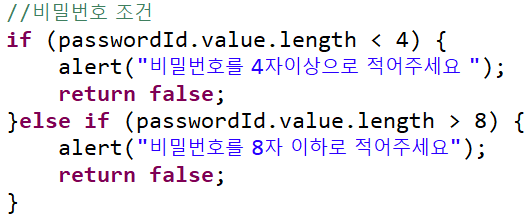 //비밀번호 조건
if (passwordId.value.length < 4) {
    alert("비밀번호를 4자이상으로 적어주세요 ");
    return false;
}else if (passwordId.value.length > 8) {
    alert("비밀번호를 8자 이하로 적어주세요");
    return false;
}